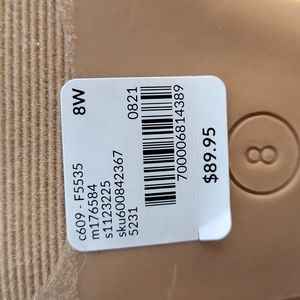 8W
c609 - F5535
m176584
s1123225
sku600842367
5231
0821
700006814389
$89.95
8